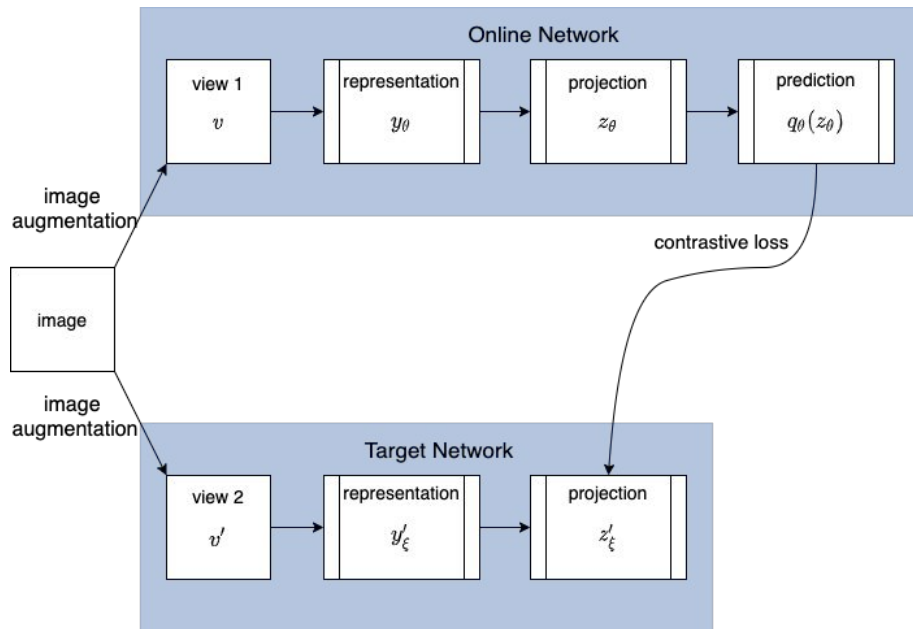 Online Network
view 1
v
representation
y_θ
projection
z_θ
prediction
q_θ(z_θ)
image
augmentation
contrastive loss
image
image
augmentation
Target Network
view 2
v′
representation
y′_ξ
projection
z′_ξ